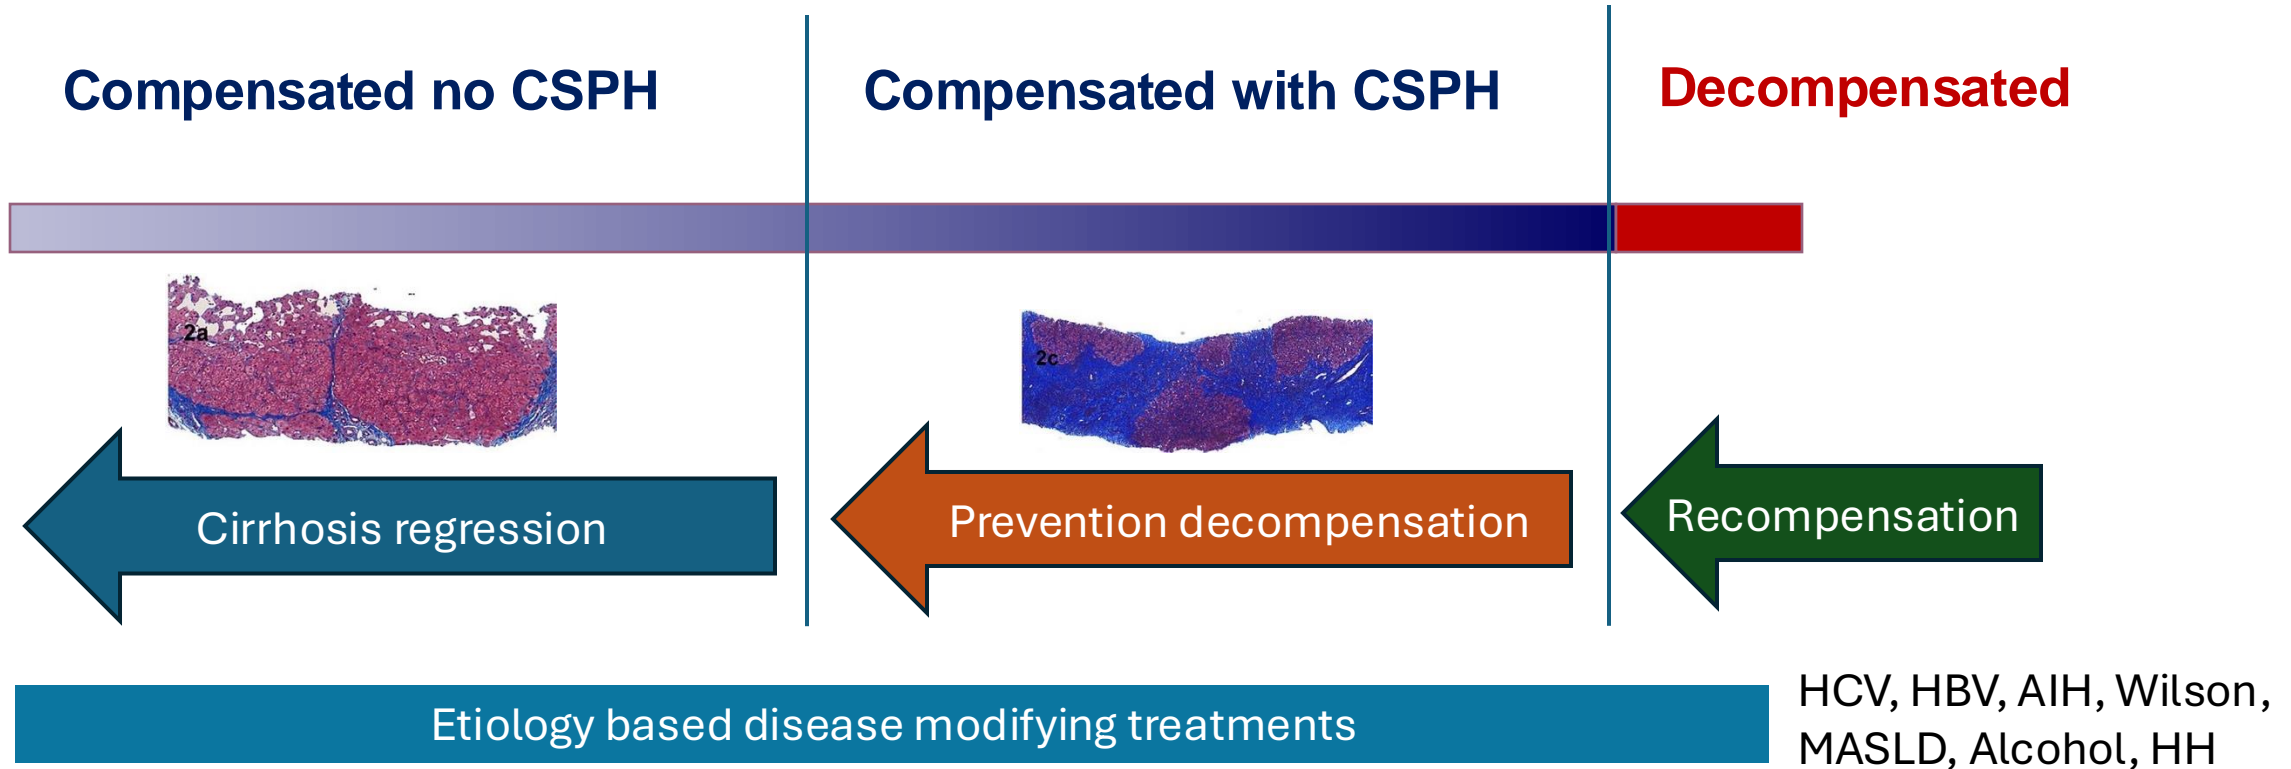 Compensated no CSPH
Compensated with CSPH
Decompensated
2a
2c
Cirrhosis regression
Prevention decompensation
Recompensation
Etiology based disease modifying treatments
HCV, HBV, AIH, Wilson,
MASLD, Alcohol, HH